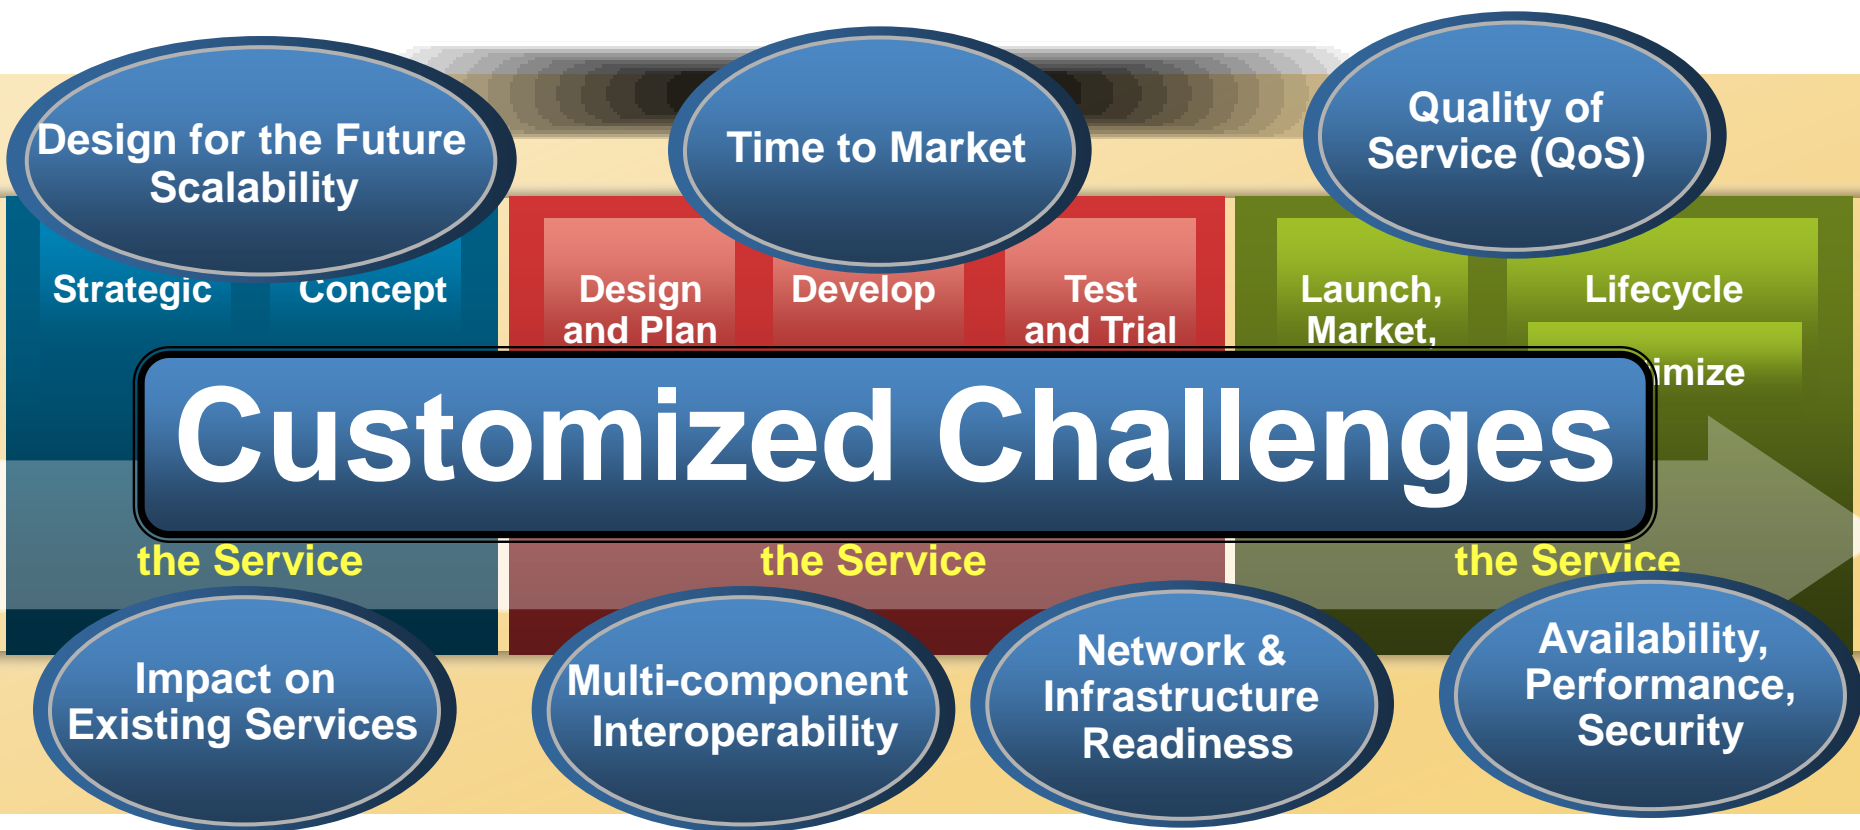 Design for the Future
Scalability
Time to Market
Quality of
Service (QoS)
Strategic
Concept
Design
and Plan
Develop
Test
and Trial
Launch,
Market,
Lifecycle
Customized Challenges
the Service
the Service
the Service
Impact on
Existing Services
Multi-component
Interoperability
Network &
Infrastructure
Readiness
Availability,
Performance,
Security